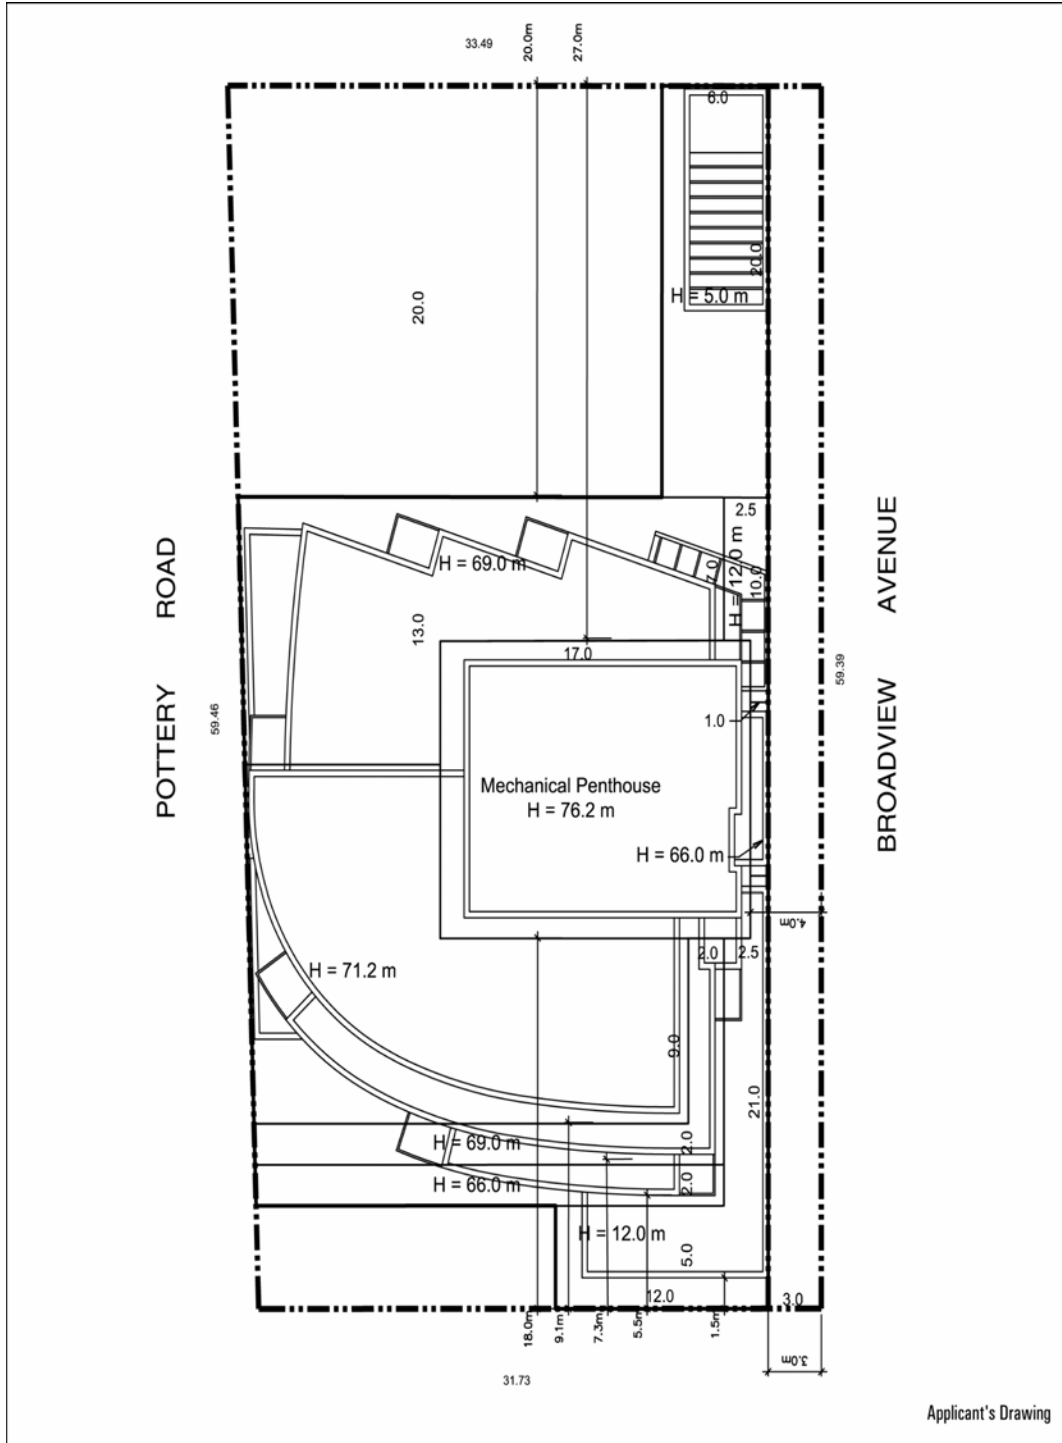 33.49
20.0m
27.0m
6.0
20.0
20.0
H = 5.0 m
2.5
H = 12.0 m
H = 69.0 m
7.0
10.0
POTTERY ROAD
BROADVIEW AVENUE
13.0
17.0
59.39
59.46
1.0
Mechanical Penthouse
H = 76.2 m
H = 66.0 m
4.0m
2.0
2.5
H = 71.2 m
9.0
21.0
H = 69.0 m
2.0
H = 66.0 m
2.0
H = 12.0 m
5.0
12.0
3.0
18.0m
9.1m
7.3m
5.5m
1.5m
3.0m
31.73
Applicant's Drawing